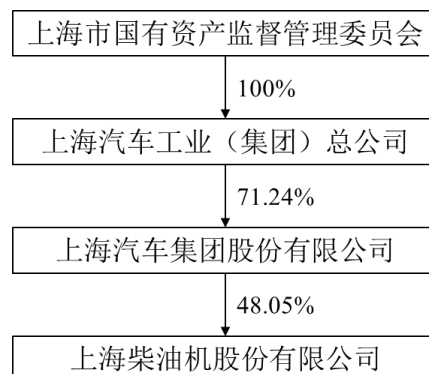 上海市国有资产监督管理委员会
100%
上海汽车工业（集团）总公司
71.24%
上海汽车集团股份有限公司
48.05%
上海柴油机股份有限公司